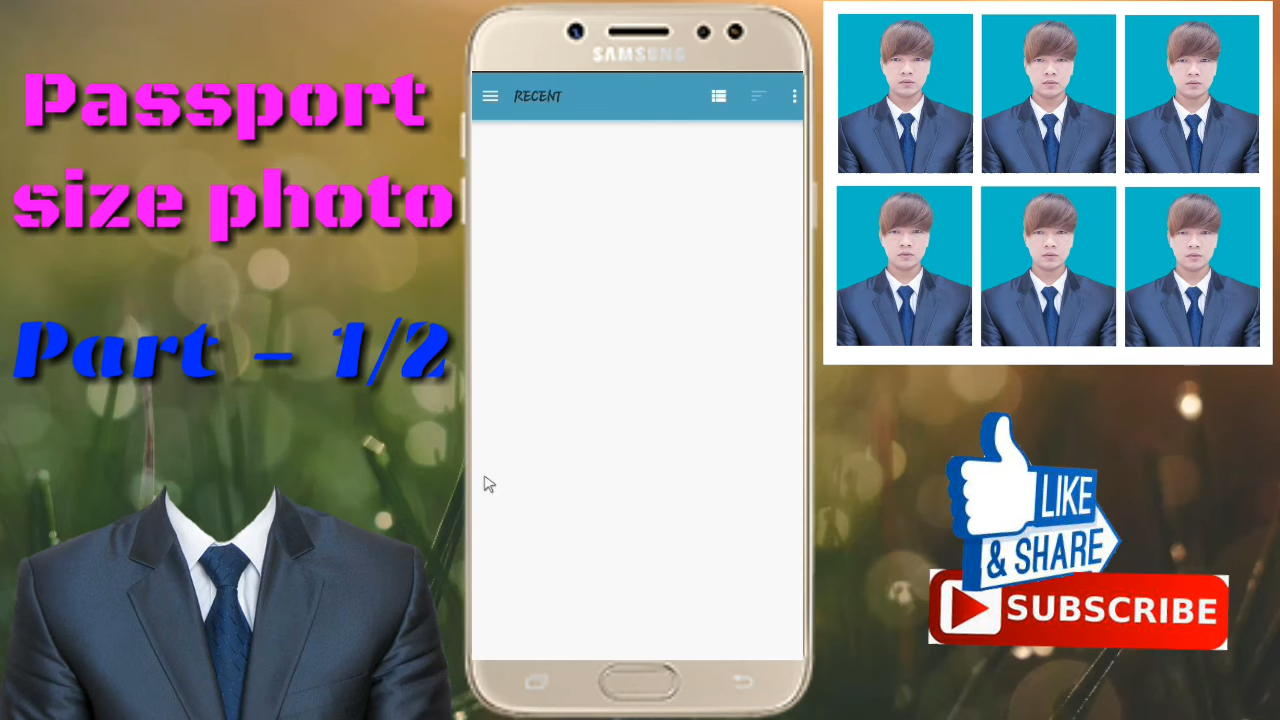 Passport
size photo
Part - 1/2
SAMSUNG
RECENT
LIKE
& SHARE
SUBSCRIBE